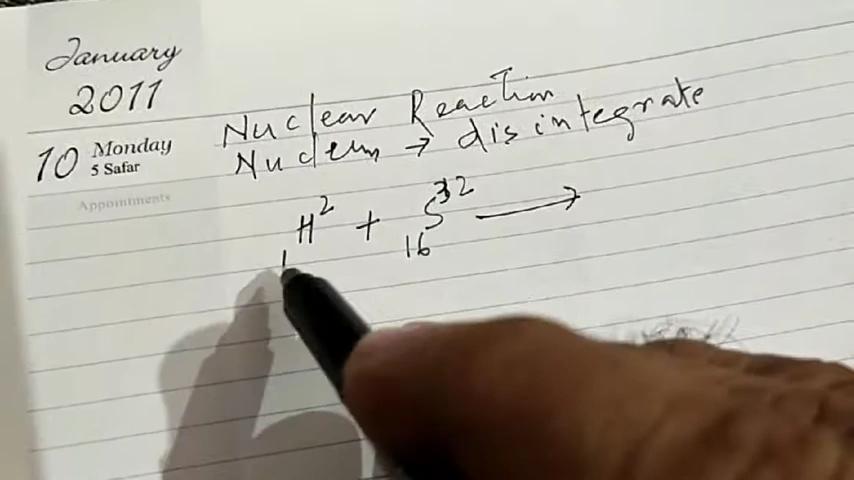 January
2011
10 Monday
5 Safar
Appointments
Nuclear Reaction
Nucleus → disintegrate
₁H² + ₁₆S³² →